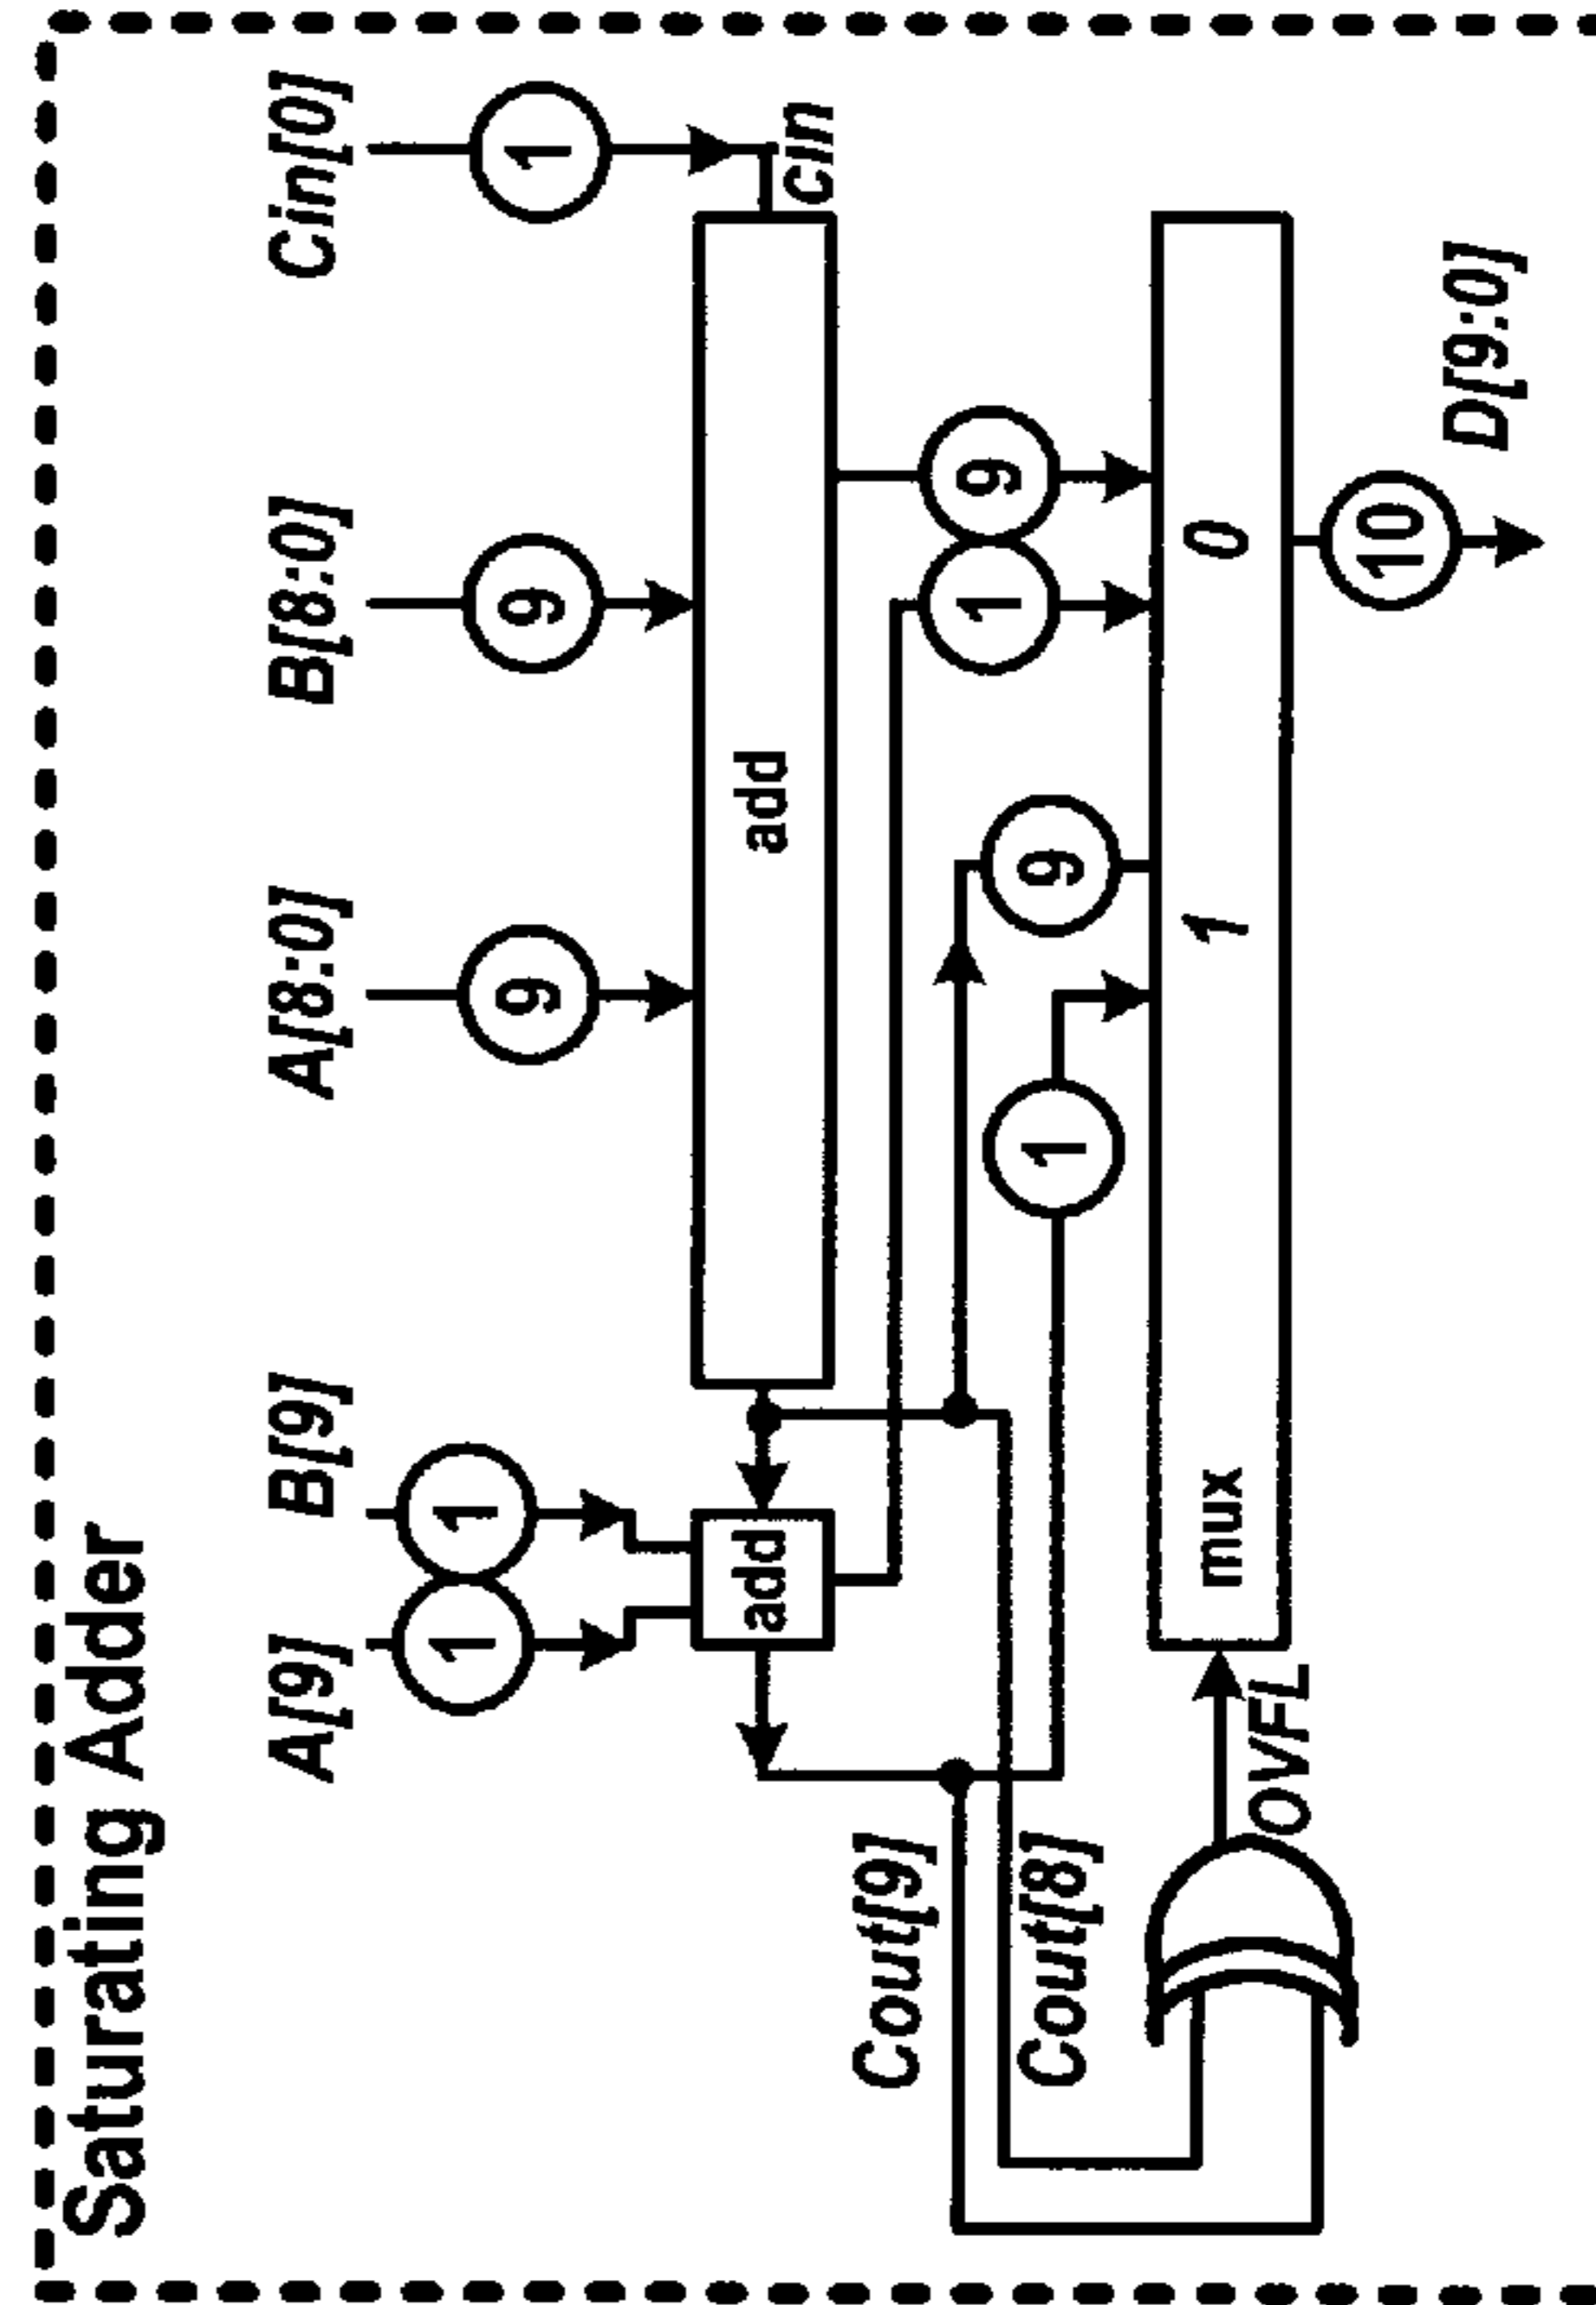 Saturating Adder
A[9]
B[9]
A[8:0]
B[8:0]
Cin[0]
1
1
9
9
1
add
add
cin
Cout[9]
Cout[8]
1
9
1
9
OVFL
mux
1
0
10
D[9:0]